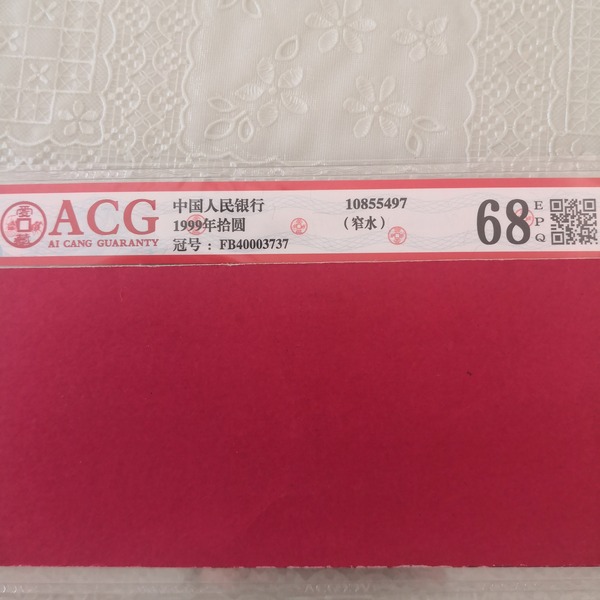 ACG
AI CANG GUARANTY
中国人民银行
1999年拾圆
冠号：FB40003737
10855497
（窄水）
68
EPQ